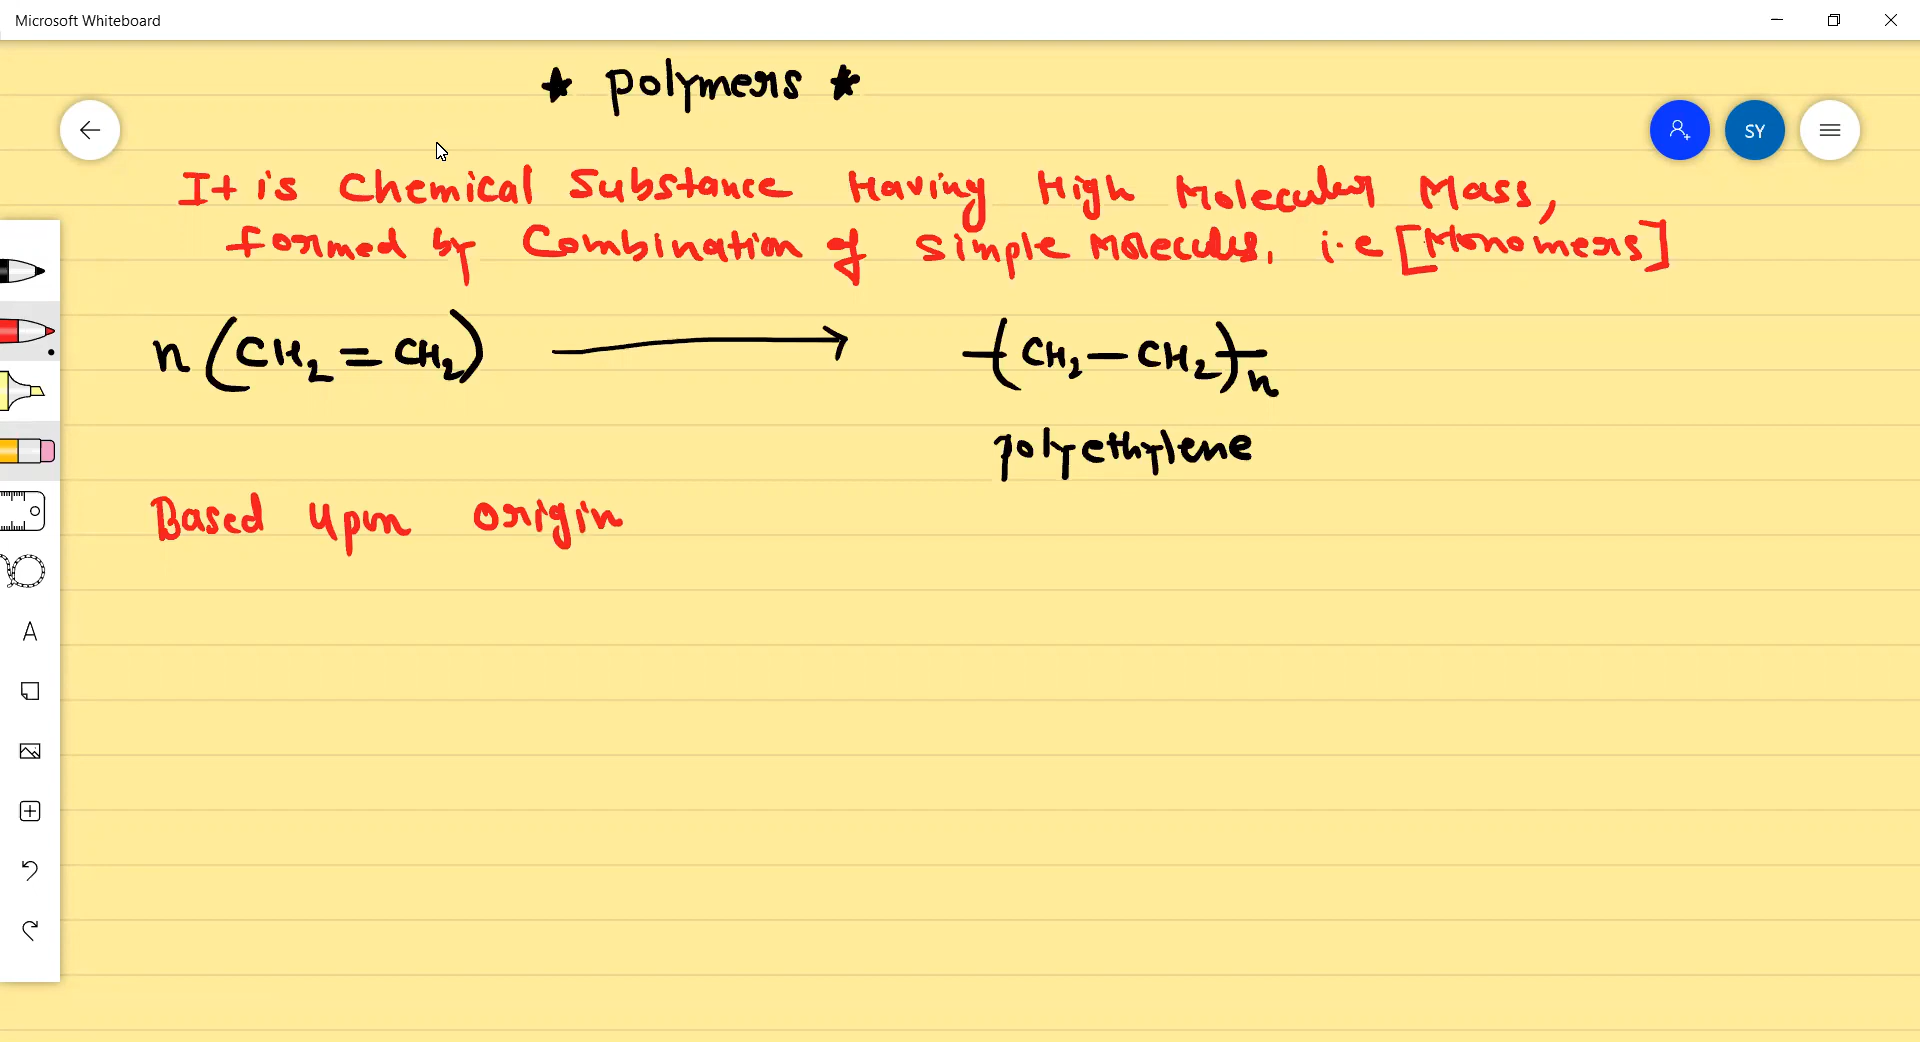 Microsoft Whiteboard
★ polymers ★
SY
It is Chemical Substance Having High Molecular Mass,
formed by Combination of simple Molecules, i.e [Monomers]
n(CH₂=CH₂) ⟶ -(CH₂-CH₂)-n
polyethylene
Based upon origin
A